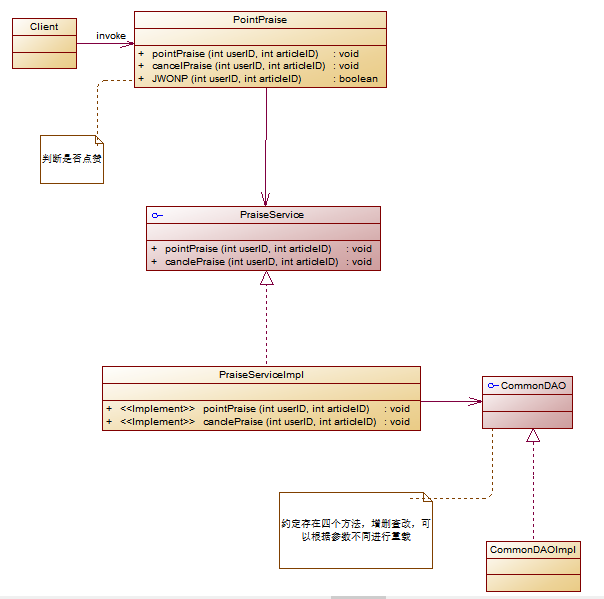 Client
invoke
PointPraise
+ pointPraise (int userID, int articleID) : void
+ cancelPraise (int userID, int articleID) : void
+ JWONP (int userID, int articleID) : boolean
判断是否点赞
PraiseService
+ pointPraise (int userID, int articleID) : void
+ canclePraise (int userID, int articleID) : void
PraiseServiceImpl
+ <<Implement>> pointPraise (int userID, int articleID) : void
+ <<Implement>> canclePraise (int userID, int articleID) : void
CommonDAO
约定存在四个方法，增删查改，可
以根据参数不同进行重载
CommonDAOImpl